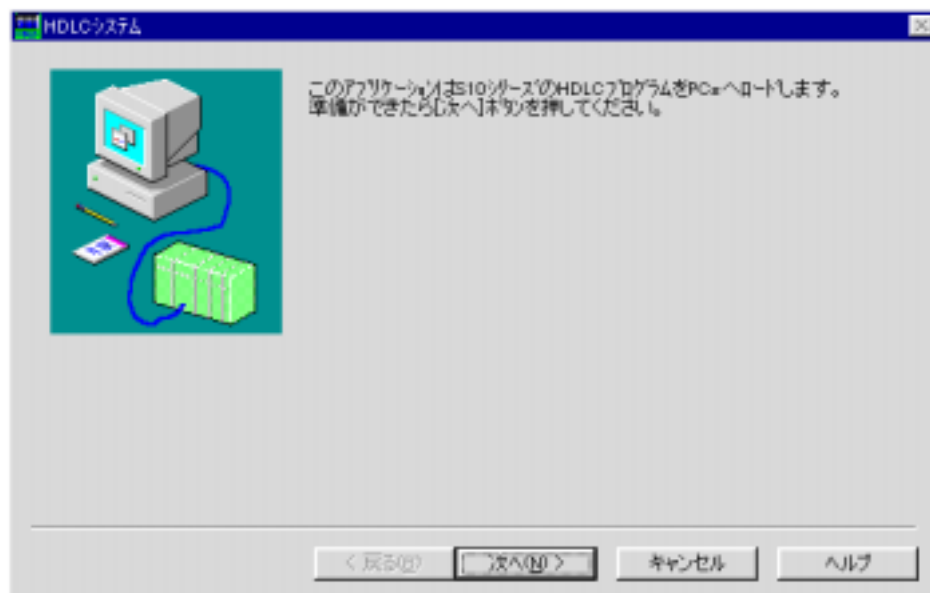 HDLCシステム
このアプリケーションはS10シリーズのHDLCプログラムをPCsへロードします。
準備ができたら[次へ]ボタンを押してください。
< 戻る(B)
次へ(N) >
キャンセル
ヘルプ